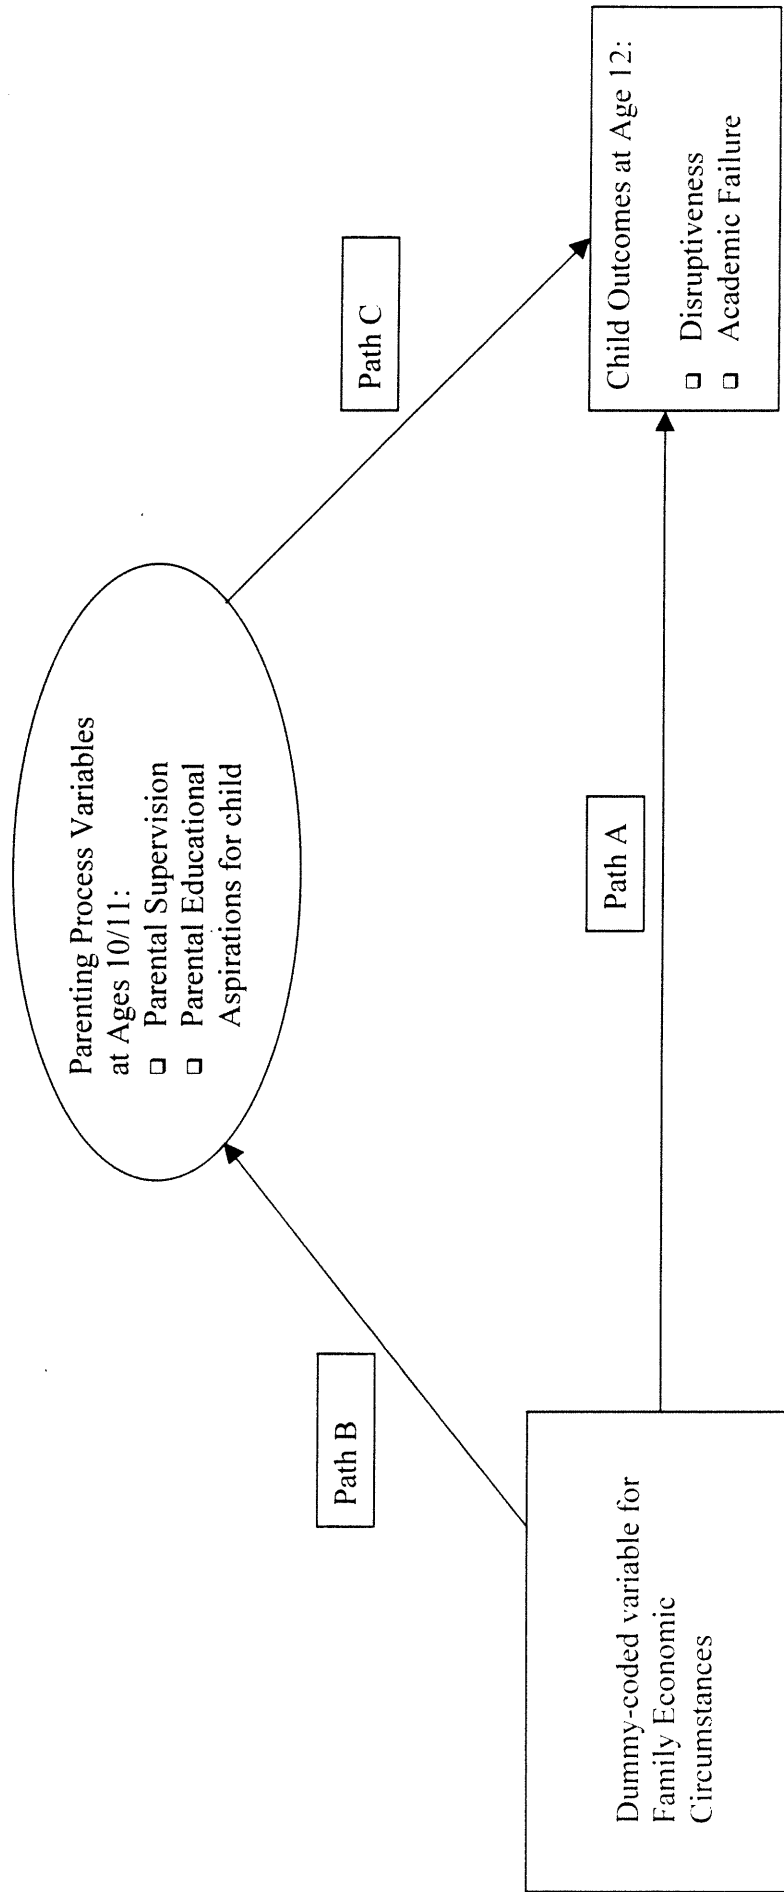 Parenting Process Variables
at Ages 10/11:
❑ Parental Supervision
❑ Parental Educational
Aspirations for child
Path B
Path C
Path A
Dummy-coded variable for
Family Economic
Circumstances
Child Outcomes at Age 12:
❑ Disruptiveness
❑ Academic Failure